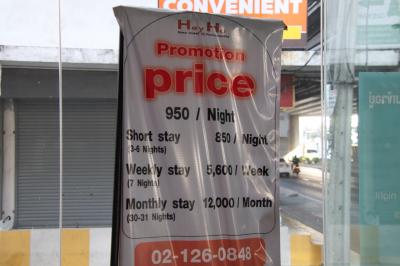 CONVENIENT
Promotion
price
950 / Night
Short stay 850 / Night
(3-6 Nights)
Weekly stay 5,600 / Week
(7 Nights)
Monthly stay 12,000 / Month
(30-31 Nights)
02-126-0848